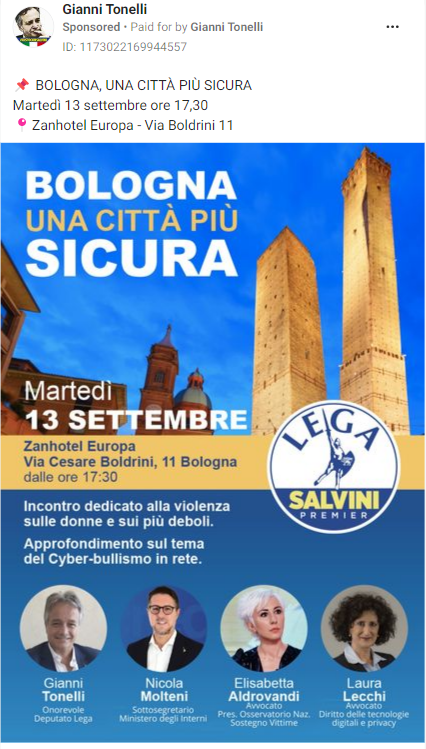 Gianni Tonelli
Sponsored • Paid for by Gianni Tonelli
ID: 1173022169944557
📌 BOLOGNA, UNA CITTÀ PIÙ SICURA
Martedì 13 settembre ore 17,30
📍 Zanhotel Europa - Via Boldrini 11
BOLOGNA
UNA CITTÀ PIÙ
SICURA
Martedì
13 SETTEMBRE
Zanhotel Europa
Via Cesare Boldrini, 11 Bologna
dalle ore 17:30
LEGA
SALVINI
PREMIER
Incontro dedicato alla violenza
sulle donne e sui più deboli.
Approfondimento sul tema
del Cyber-bullismo in rete.
Gianni
Tonelli
Onorevole
Deputato Lega
Nicola
Molteni
Sottosegretario
Ministero degli Interni
Elisabetta
Aldrovandi
Avvocato
Pres. Osservatorio Naz.
Sostegno Vittime
Laura
Lecchi
Avvocato
Diritto delle tecnologie
digitali e privacy